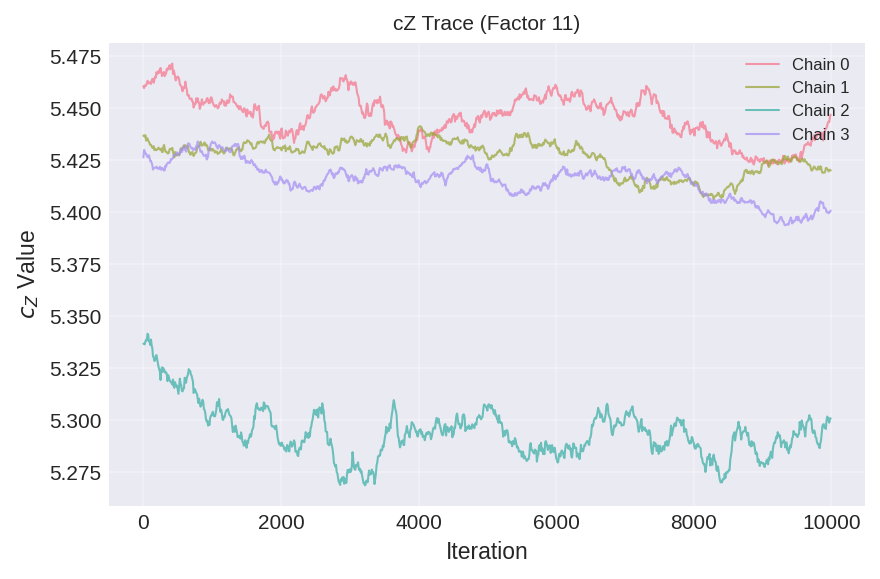 cZ Trace (Factor 11)
5.475
5.450
5.425
5.400
5.375
5.350
5.325
5.300
5.275
cZ Value
Chain 0
Chain 1
Chain 2
Chain 3
0 2000 4000 6000 8000 10000
Iteration